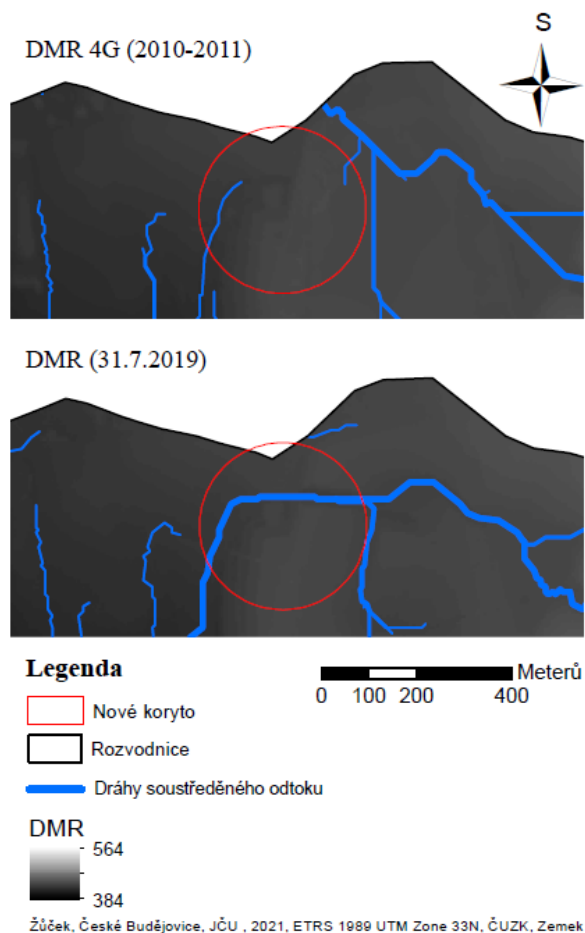 S
DMR 4G (2010-2011)
DMR (31.7.2019)
Legenda
Nové koryto
Rozvodnice
Dráhy soustředěného odtoku
Meterů
0 100 200 400
DMR
564
384
Žůček, České Budějovice, JČU , 2021, ETRS 1989 UTM Zone 33N, ČUZK, Zemek